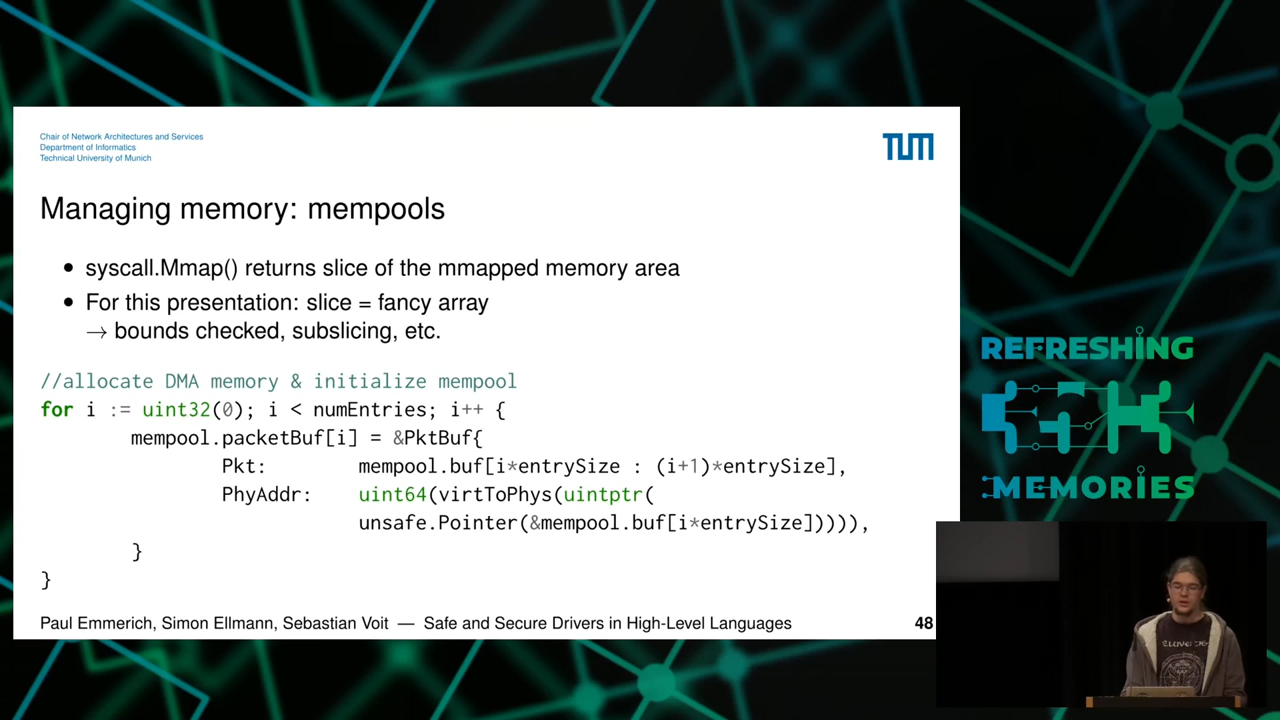 Chair of Network Architectures and Services
Department of Informatics
Technical University of Munich
TUM
Managing memory: mempools
• syscall.Mmap() returns slice of the mmapped memory area
• For this presentation: slice = fancy array
→ bounds checked, subslicing, etc.
//allocate DMA memory & initialize mempool
for i := uint32(0); i < numEntries; i++ {
mempool.packetBuf[i] = &PktBuf{
Pkt: mempool.buf[i*entrySize : (i+1)*entrySize],
PhyAddr: uint64(virtToPhys(uintptr(
unsafe.Pointer(&mempool.buf[i*entrySize])))),
}
}
Paul Emmerich, Simon Ellmann, Sebastian Voit — Safe and Secure Drivers in High-Level Languages 48
REFRESHING
MEMORIES